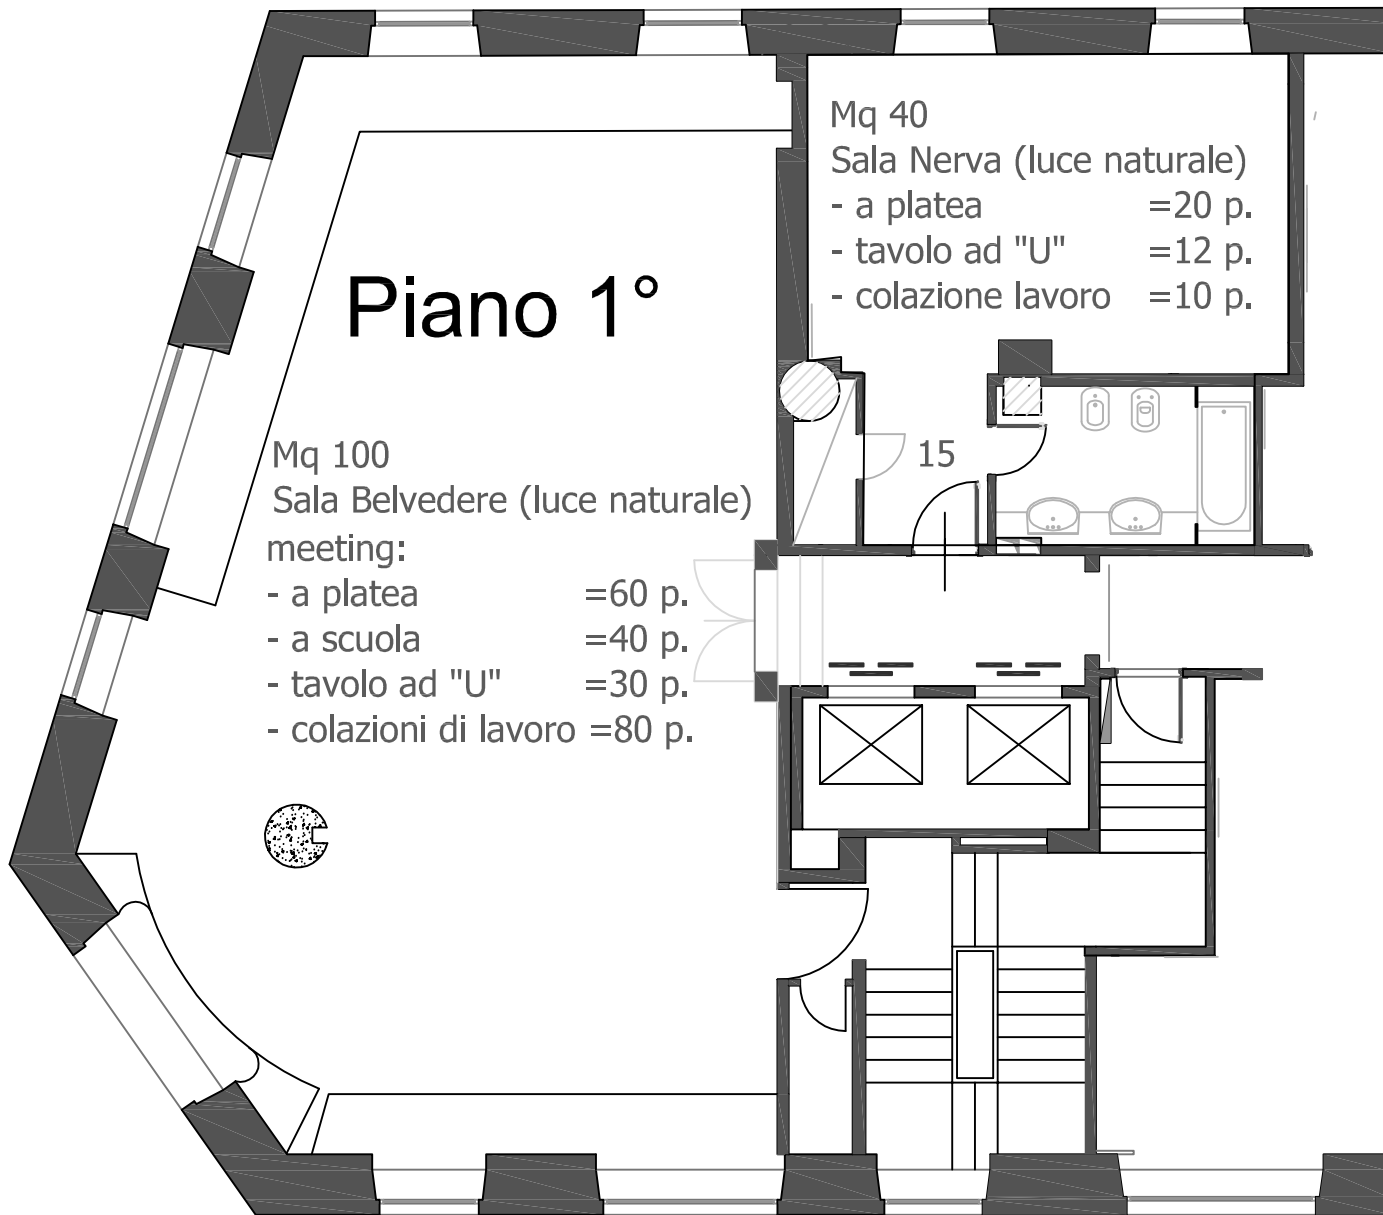 Mq 40
Sala Nerva (luce naturale)
- a platea =20 p.
- tavolo ad "U" =12 p.
- colazione lavoro =10 p.
Piano 1°
15
Mq 100
Sala Belvedere (luce naturale)
meeting:
- a platea =60 p.
- a scuola =40 p.
- tavolo ad "U" =30 p.
- colazioni di lavoro =80 p.